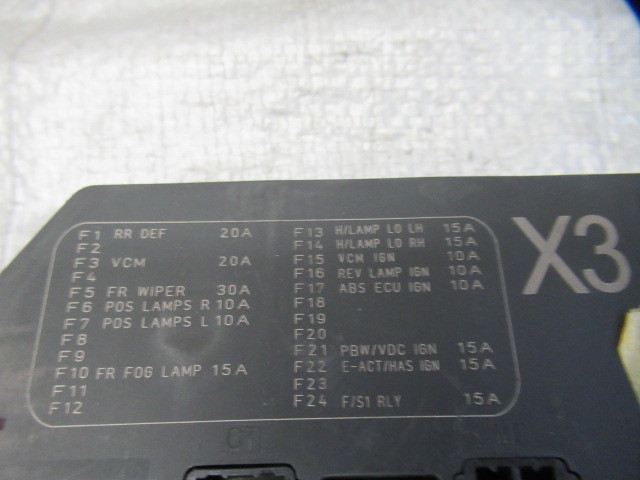 F1 RR DEF 20A
F2
F3 VCM 20A
F4
F5 FR WIPER 30A
F6 POS LAMPS R 10A
F7 POS LAMPS L 10A
F8
F9
F10 FR FOG LAMP 15A
F11
F12
F13 H/LAMP LO LH 15A
F14 H/LAMP LO RH 15A
F15 VCM IGN 10A
F16 REV LAMP IGN 10A
F17 ABS ECU IGN 10A
F18
F19
F20
F21 PBW/VDC IGN 15A
F22 E-ACT/HAS IGN 15A
F23
F24 F/S1 RLY 15A
X3